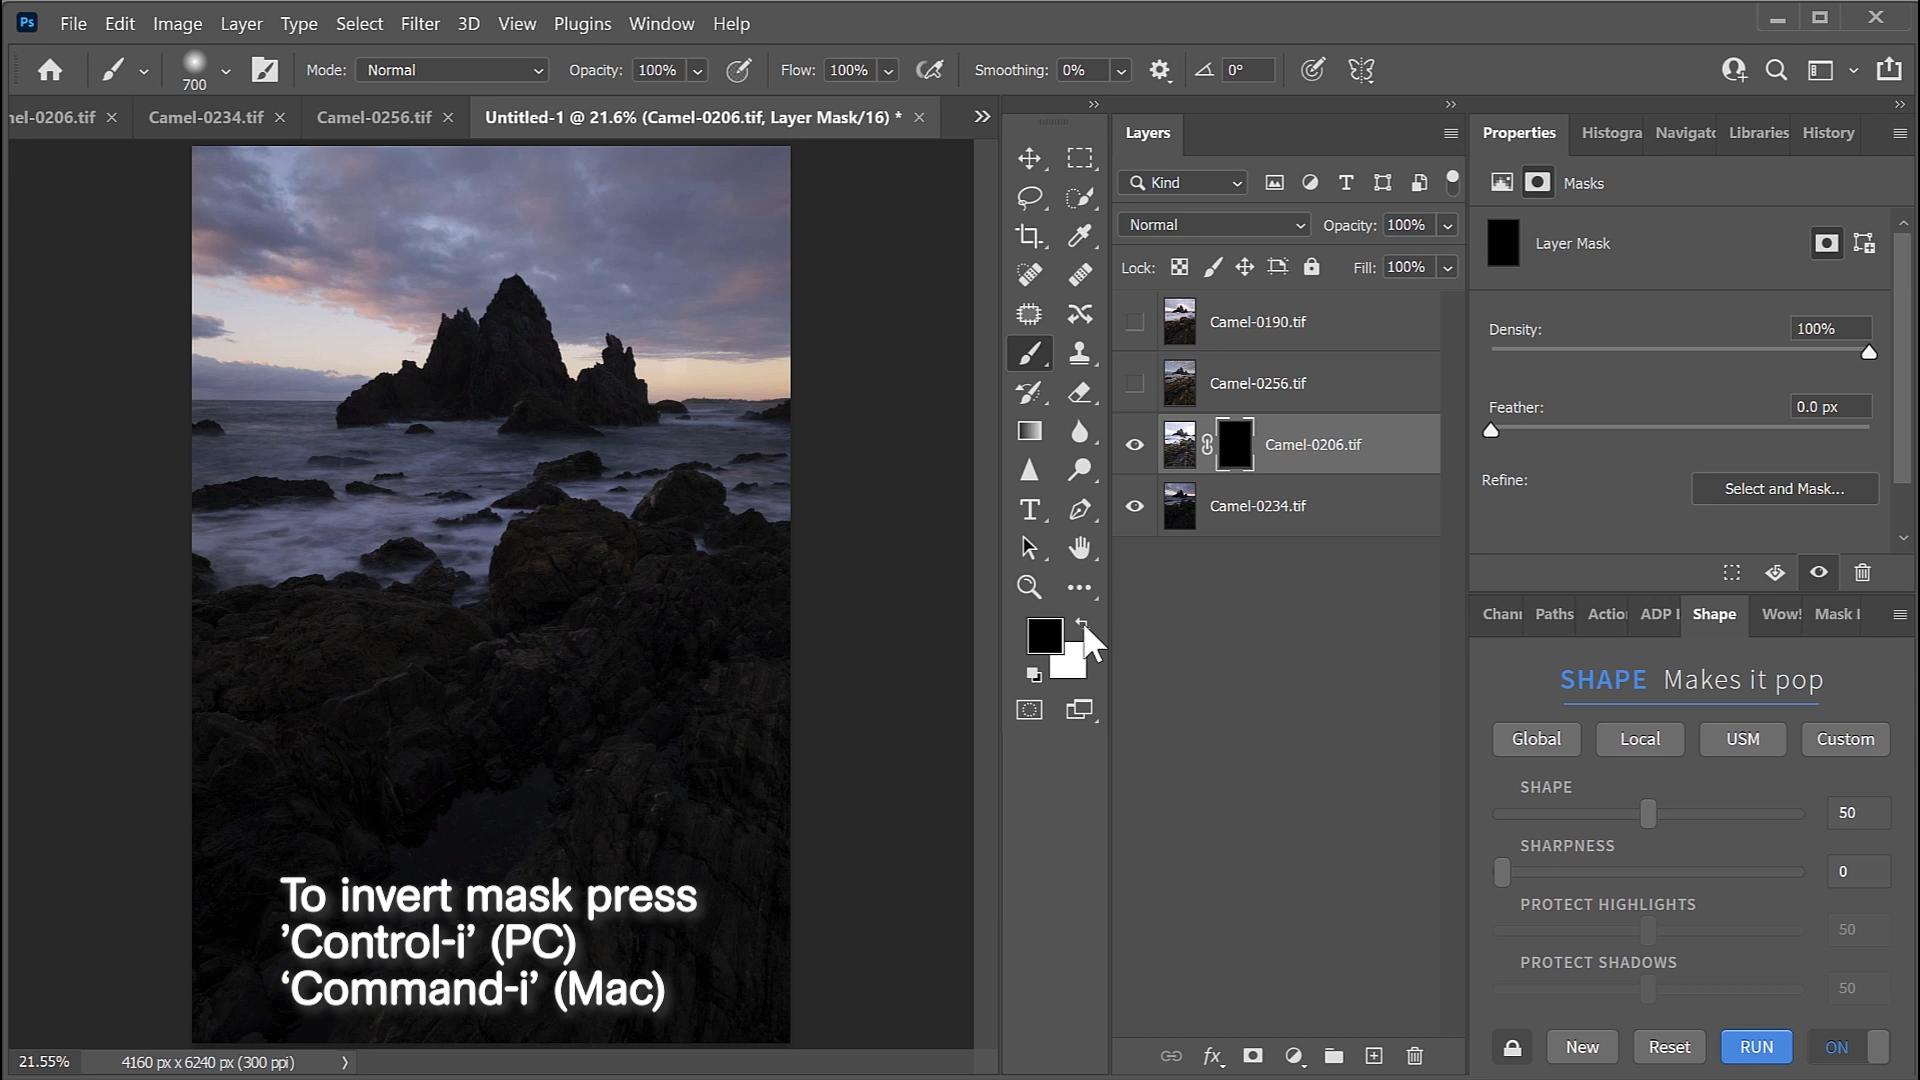 Ps File Edit Image Layer Type Select Filter 3D View Plugins Window Help
700 Mode: Normal Opacity: 100% Flow: 100% Smoothing: 0% 0°
nel-0206.tif Camel-0234.tif Camel-0256.tif Untitled-1 @ 21.6% (Camel-0206.tif, Layer Mask/16) *
To invert mask press
’Control-i’ (PC)
‘Command-i’ (Mac)
21.55% 4160 px x 6240 px (300 ppi)
Layers
Kind
Normal Opacity: 100%
Lock: Fill: 100%
Camel-0190.tif
Camel-0256.tif
Camel-0206.tif
Camel-0234.tif
fx
Properties Histogra Navigato Libraries History
Masks
Layer Mask
Density: 100%
Feather: 0.0 px
Refine: Select and Mask...
Chann Paths Actio ADP Shape Wow! Mask
SHAPE Makes it pop
Global Local USM Custom
SHAPE
50
SHARPNESS
0
PROTECT HIGHLIGHTS
50
PROTECT SHADOWS
50
New Reset RUN ON